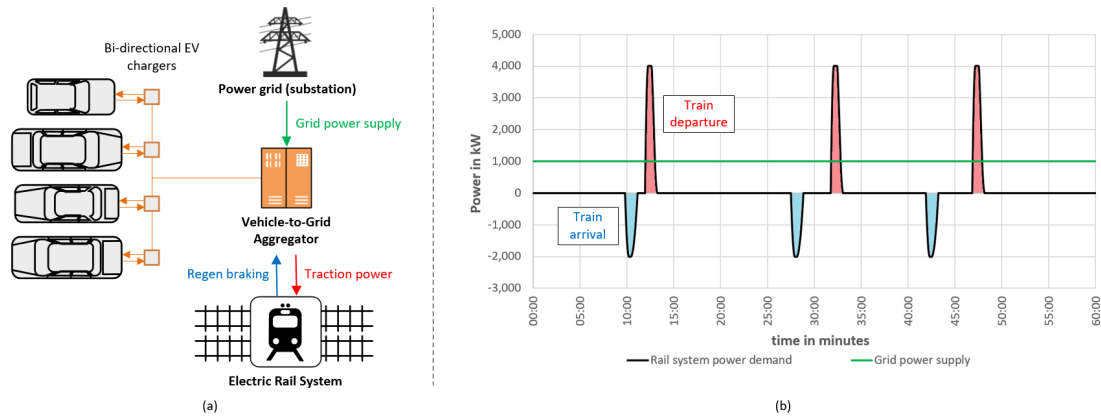 Bi-directional EV
chargers
Power grid (substation)
Grid power supply
Vehicle-to-Grid
Aggregator
Regen braking
Traction power
Electric Rail System
(a)
Power in kW
5,000
4,000
3,000
2,000
1,000
0
-1,000
-2,000
-3,000
Train
departure
Train
arrival
00:00
05:00
10:00
15:00
20:00
25:00
30:00
35:00
40:00
45:00
50:00
55:00
60:00
time in minutes
Rail system power demand
Grid power supply
(b)